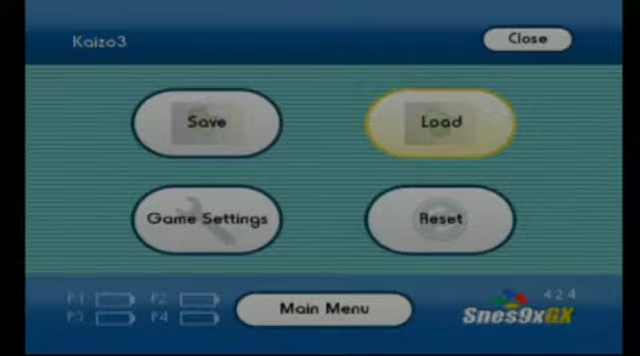 Kaizo3
Close
Save
Load
Game Settings
Reset
P1 P2
P3 P4
Main Menu
4.2.4
Snes9xGX